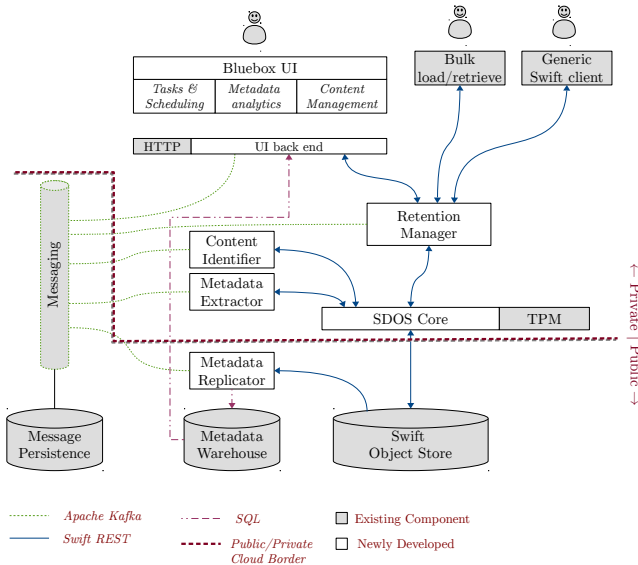 Bluebox UI
Tasks &
Scheduling
Metadata
analytics
Content
Management
Bulk
load/retrieve
Generic
Swift client
HTTP
UI back end
Messaging
Retention
Manager
Content
Identifier
Metadata
Extractor
SDOS Core
TPM
← Private | Public →
Metadata
Replicator
Message
Persistence
Metadata
Warehouse
Swift
Object Store
Apache Kafka
Swift REST
SQL
Public/Private
Cloud Border
Existing Component
Newly Developed